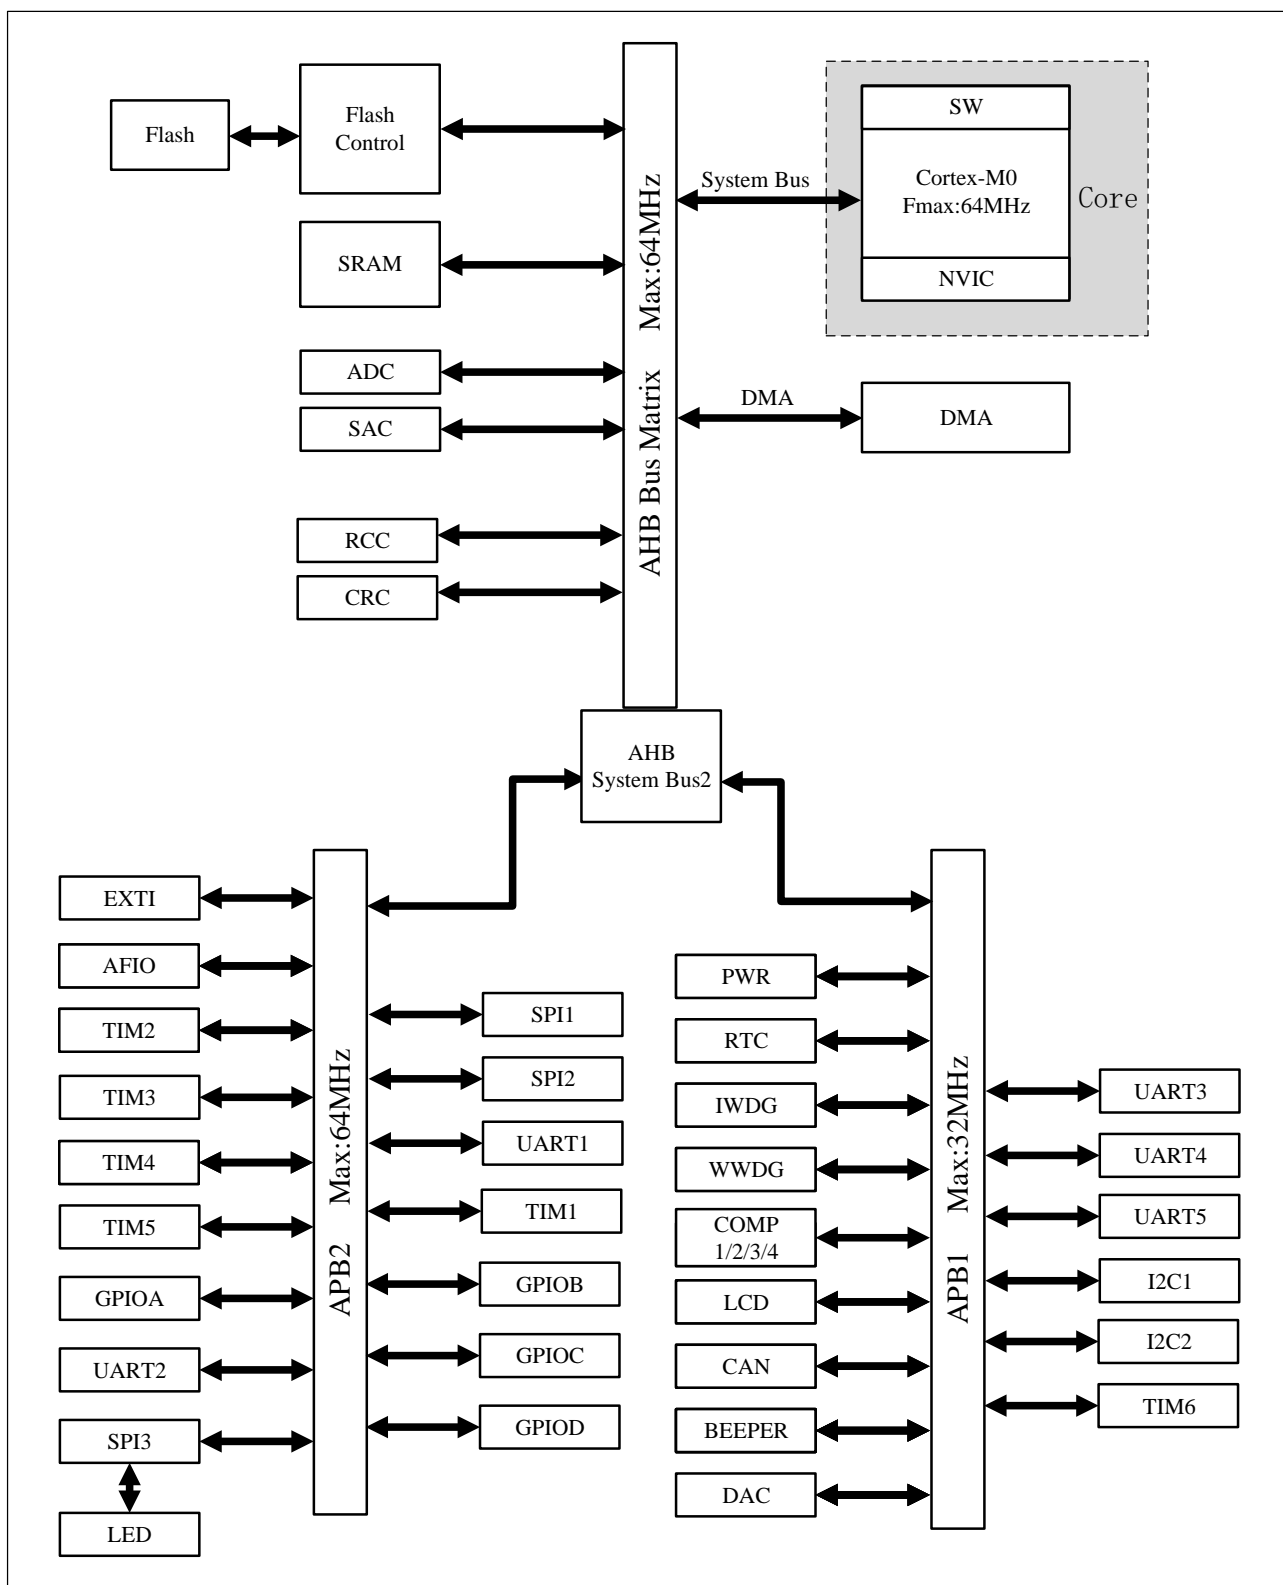 Flash
Flash
Control
SRAM
ADC
SAC
RCC
CRC
AHB Bus Matrix Max:64MHz
System Bus
SW
Cortex-M0
Fmax:64MHz
NVIC
Core
DMA
DMA
AHB
System Bus2
EXTI
AFIO
TIM2
TIM3
TIM4
TIM5
GPIOA
UART2
SPI3
LED
APB2 Max:64MHz
SPI1
SPI2
UART1
TIM1
GPIOB
GPIOC
GPIOD
PWR
RTC
IWDG
WWDG
COMP
1/2/3/4
LCD
CAN
BEEPER
DAC
APB1 Max:32MHz
UART3
UART4
UART5
I2C1
I2C2
TIM6